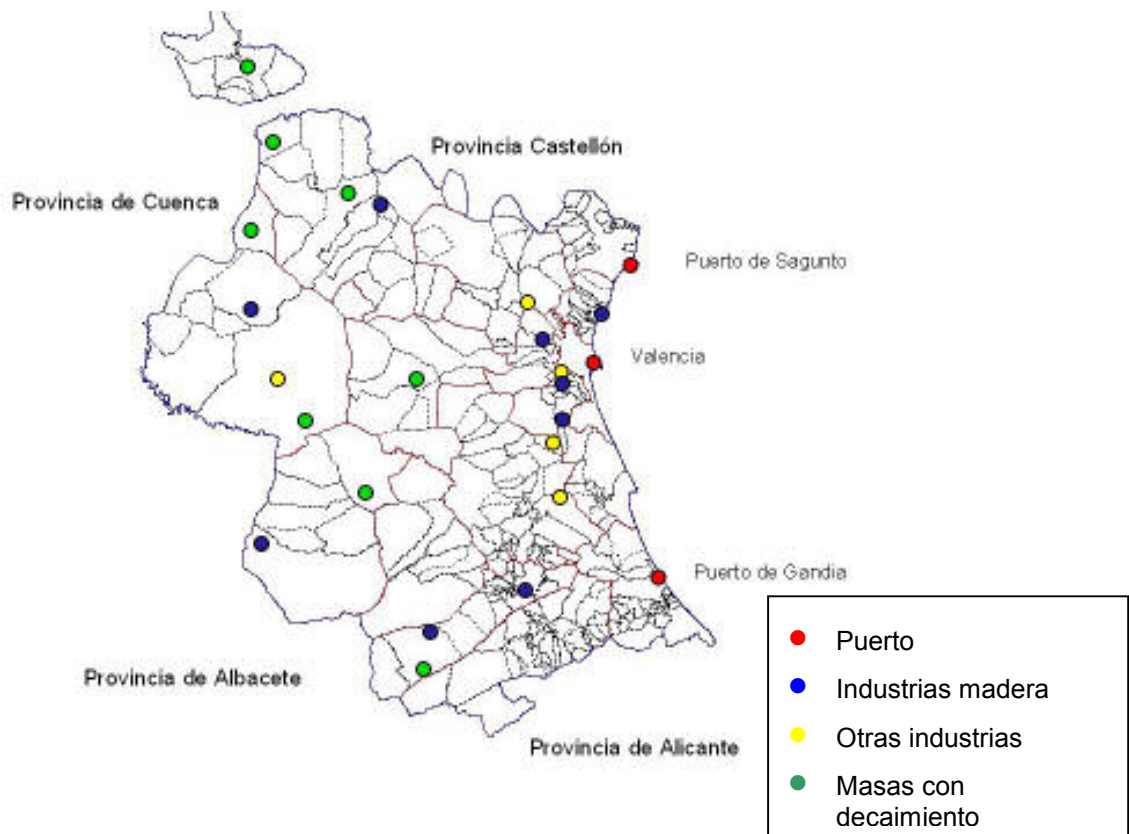 Provincia Castellón
Provincia de Cuenca
Puerto de Sagunto
Valencia
Puerto de Gandia
Provincia de Albacete
Provincia de Alicante
Puerto
Industrias madera
Otras industrias
Masas con
decaimiento